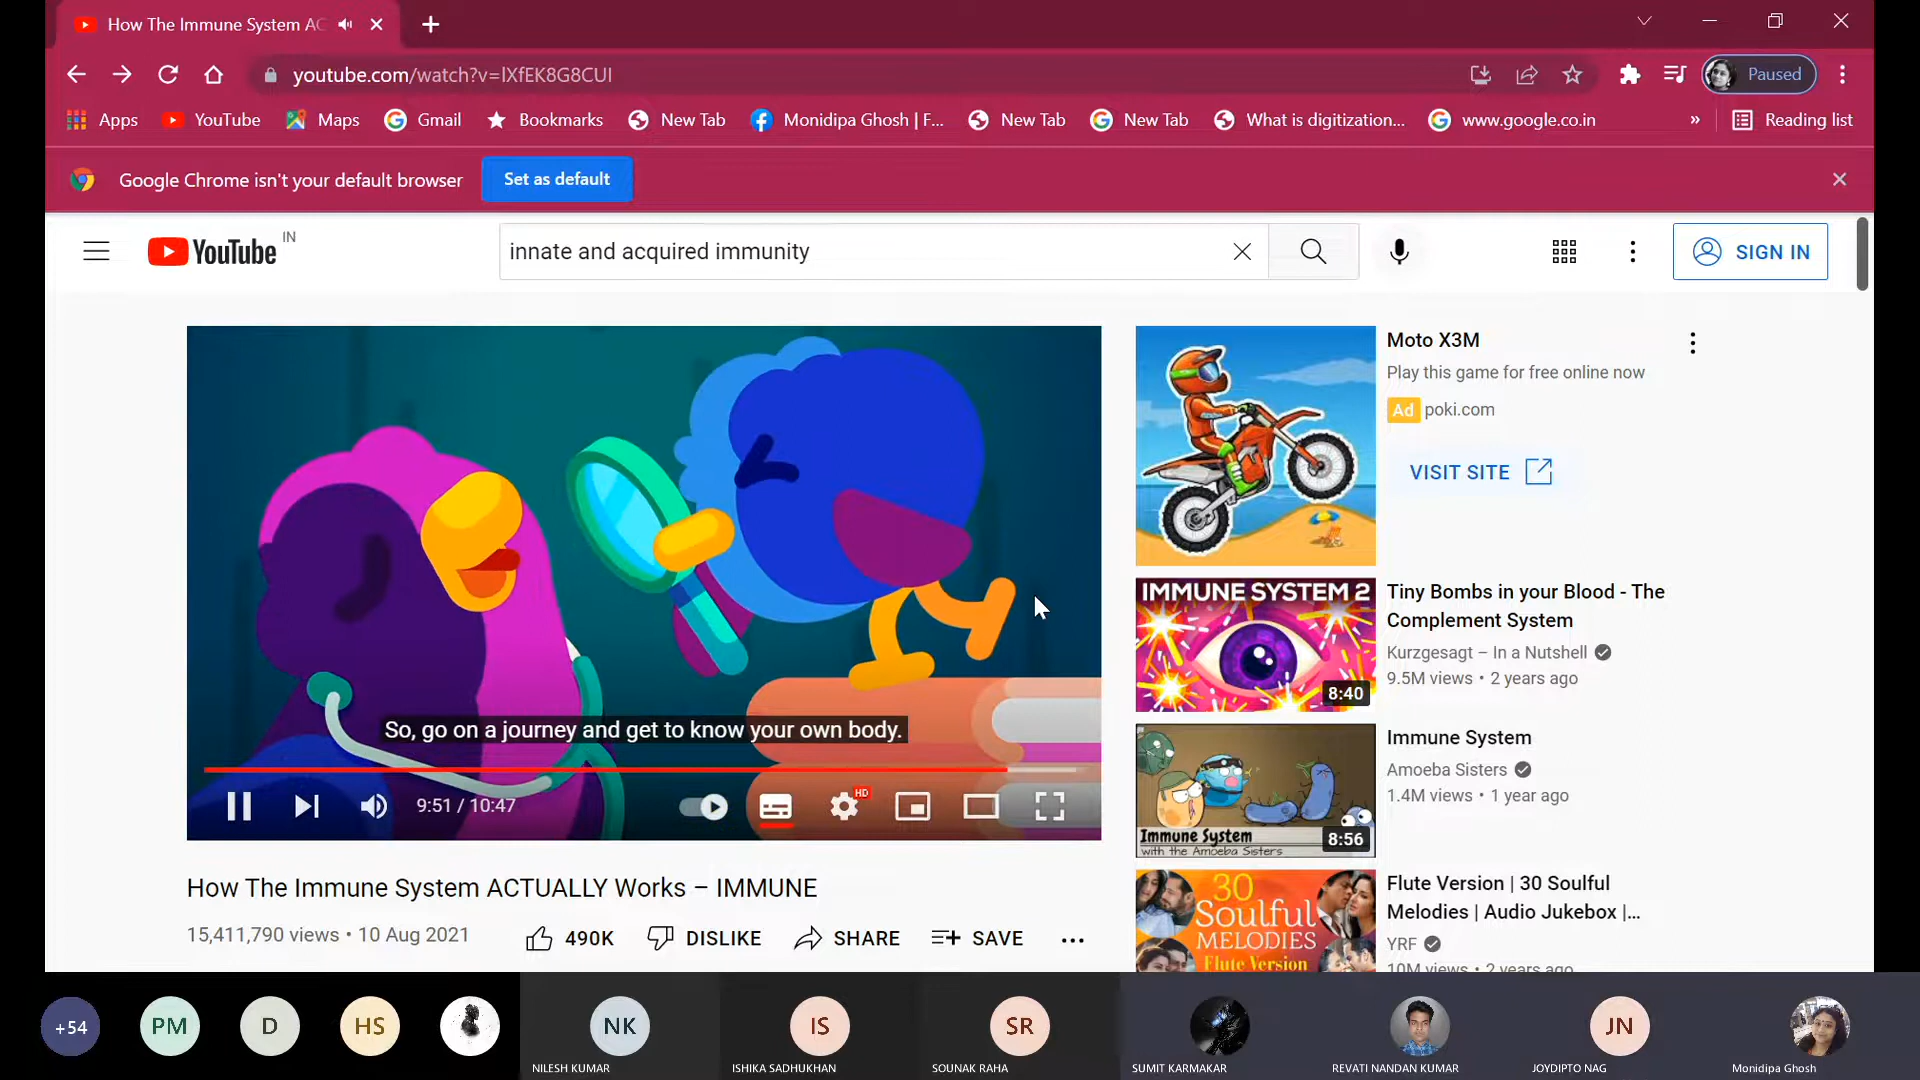 How The Immune System AC
youtube.com/watch?v=lXfEK8G8CUI
Paused
Apps YouTube Maps Gmail Bookmarks New Tab Monidipa Ghosh | F... New Tab New Tab What is digitization... www.google.co.in » Reading list
Google Chrome isn't your default browser Set as default
YouTube IN
innate and acquired immunity
SIGN IN
So, go on a journey and get to know your own body.
9:51 / 10:47
HD
How The Immune System ACTUALLY Works – IMMUNE
15,411,790 views • 10 Aug 2021
490K DISLIKE SHARE SAVE
Moto X3M
Play this game for free online now
Ad poki.com
VISIT SITE
IMMUNE SYSTEM 2
8:40
Tiny Bombs in your Blood - The
Complement System
Kurzgesagt – In a Nutshell
9.5M views • 2 years ago
Immune System
with the Amoeba Sisters
8:56
Immune System
Amoeba Sisters
1.4M views • 1 year ago
30
Soulful
MELODIES
Flute Version
Flute Version | 30 Soulful
Melodies | Audio Jukebox |...
YRF
10M views • 2 years ago
+54 PM D HS NK IS SR JN
NILESH KUMAR ISHIKA SADHUKHAN SOUNAK RAHA SUMIT KARMAKAR REVATI NANDAN KUMAR JOYDIPTO NAG Monidipa Ghosh